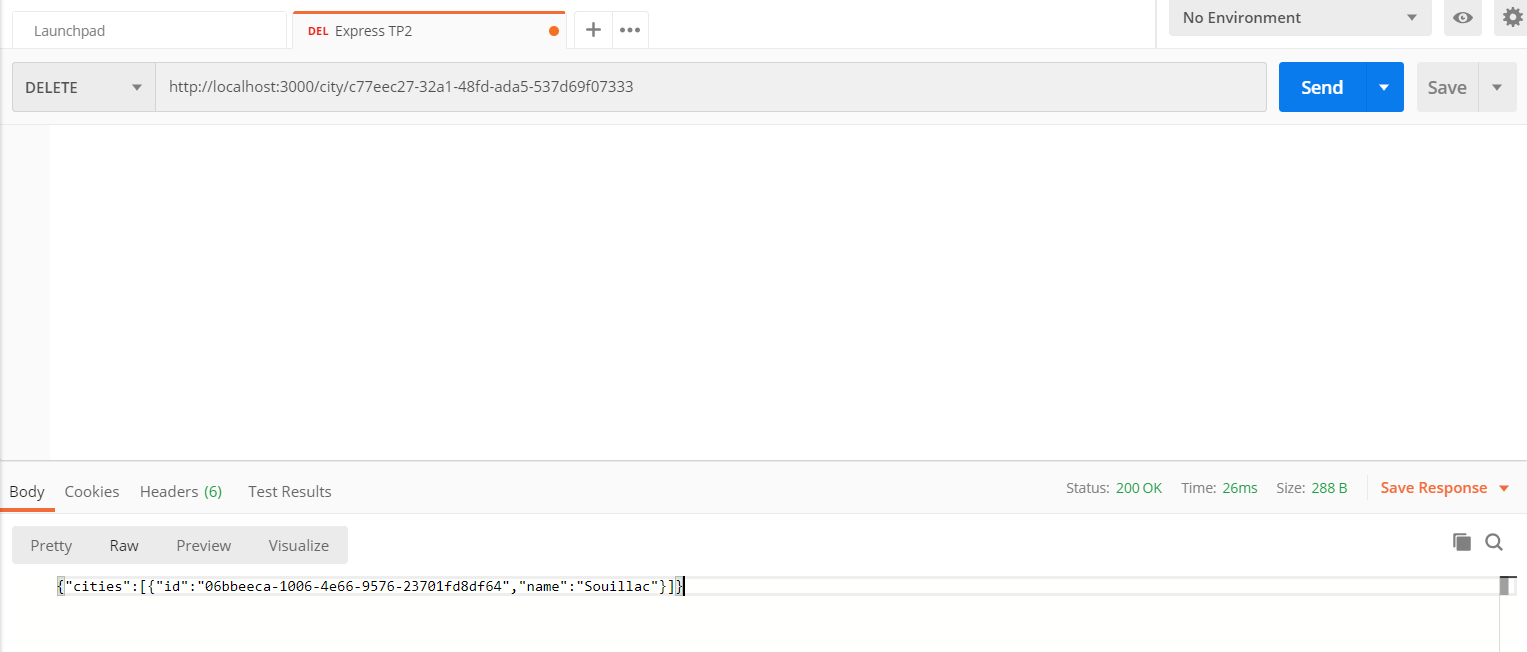 Launchpad
DEL Express TP2
No Environment
DELETE
http://localhost:3000/city/c77eec27-32a1-48fd-ada5-537d69f07333
Send
Save
Body Cookies Headers (6) Test Results
Status: 200 OK Time: 26ms Size: 288 B Save Response
Pretty Raw Preview Visualize
{"cities":[{"id":"06bbeeca-1006-4e66-9576-23701fd8df64","name":"Souillac"}]}